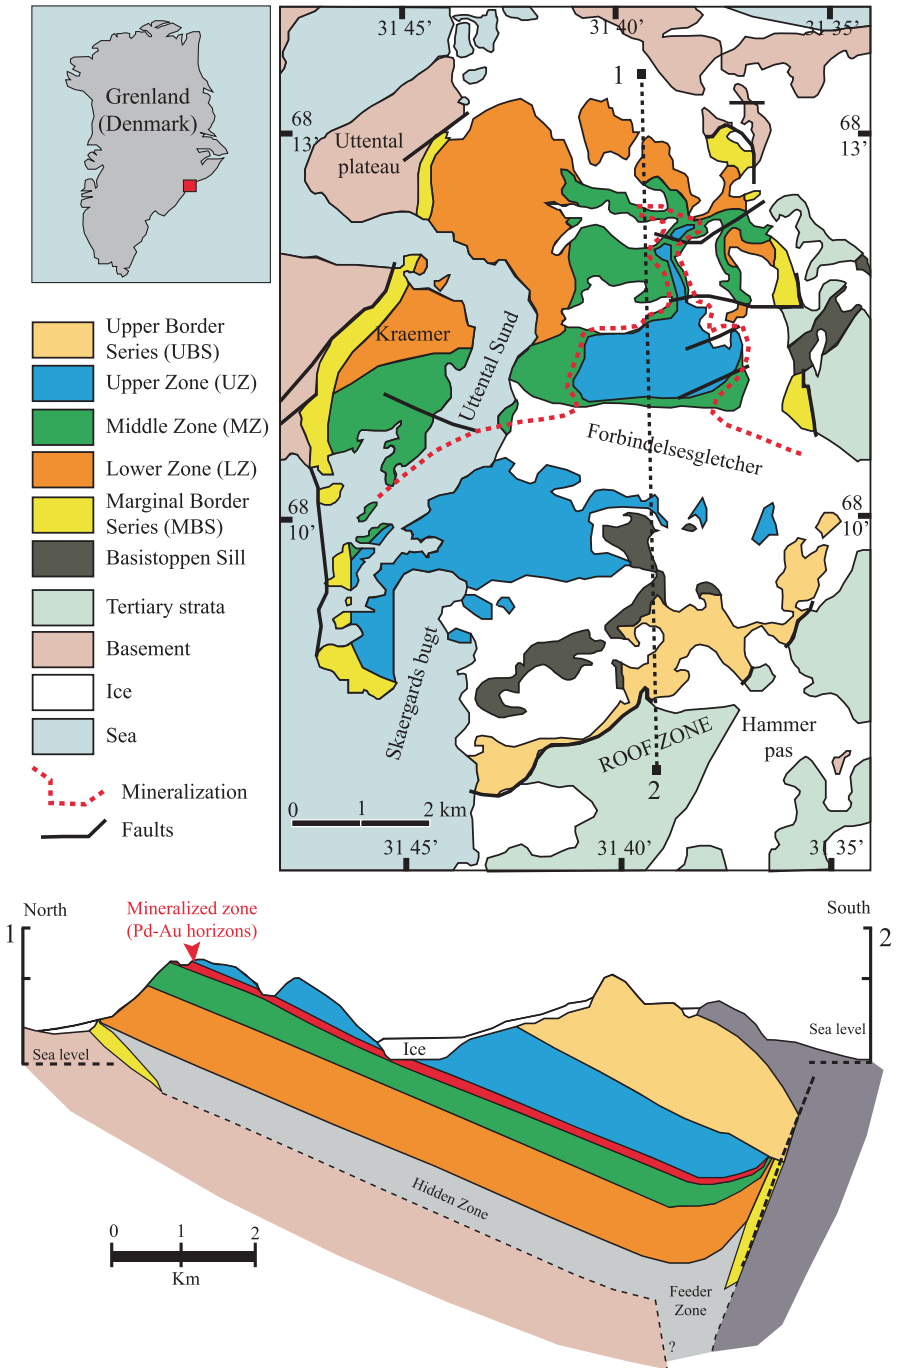 Grenland
(Denmark)
Upper Border
Series (UBS)
Upper Zone (UZ)
Middle Zone (MZ)
Lower Zone (LZ)
Marginal Border
Series (MBS)
Basistoppen Sill
Tertiary strata
Basement
Ice
Sea
Mineralization
Faults
31 45’
31 40’
31 35’
1
68
13’
68
13’
Uttental
plateau
Kraemer
Uttental Sund
Forbindelsesgletcher
68
10’
68
10’
Skaergards bugt
Hammer
pas
ROOF ZONE
2
0 1 2 km
31 45’
31 40’
31 35’
North
South
Mineralized zone
(Pd-Au horizons)
1
2
Sea level
Sea level
Ice
Hidden Zone
0 1 2
Km
Feeder
Zone
?